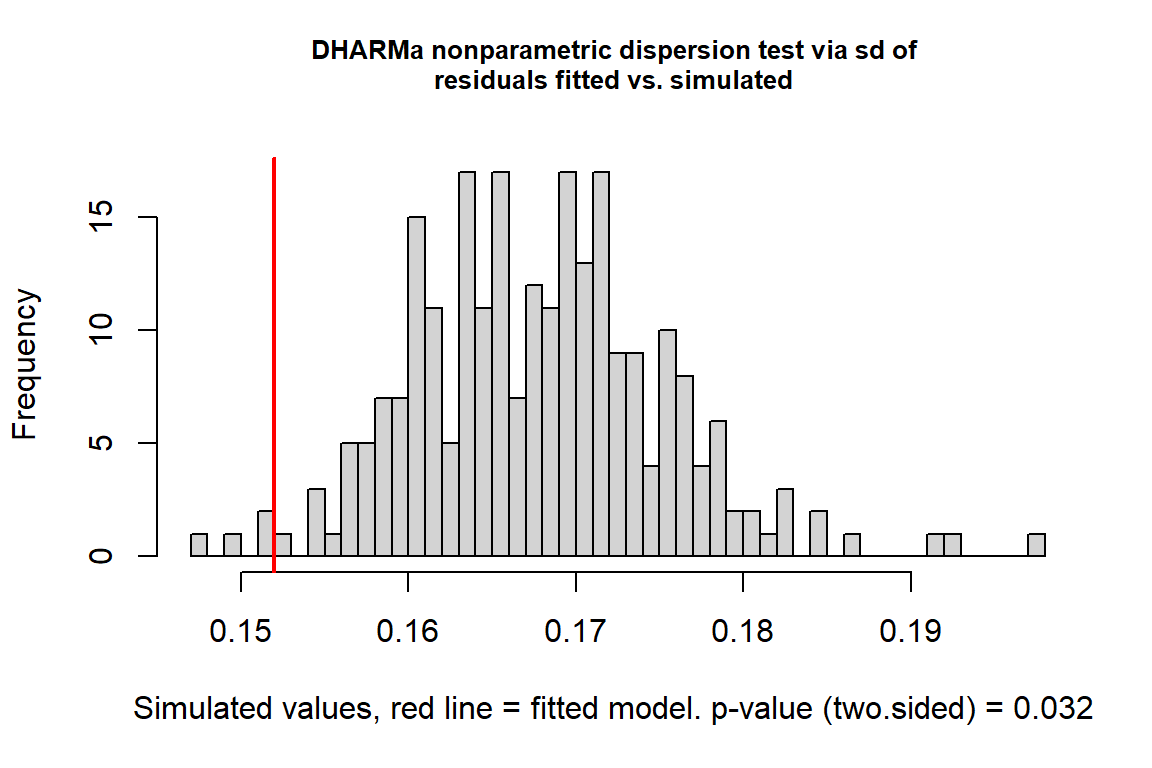 DHARMa nonparametric dispersion test via sd of
residuals fitted vs. simulated
Frequency
15
10
5
0
0.15 0.16 0.17 0.18 0.19
Simulated values, red line = fitted model. p-value (two.sided) = 0.032